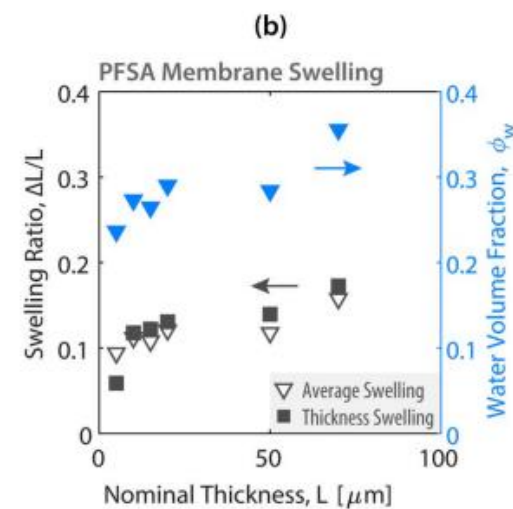 (b)
PFSA Membrane Swelling
0.4
0.3
0.2
0.1
0
Swelling Ratio, ΔL/L
0.4
0.3
0.2
0.1
0
Water Volume Fraction, ϕw
Average Swelling
Thickness Swelling
0
50
100
Nominal Thickness, L [μm]